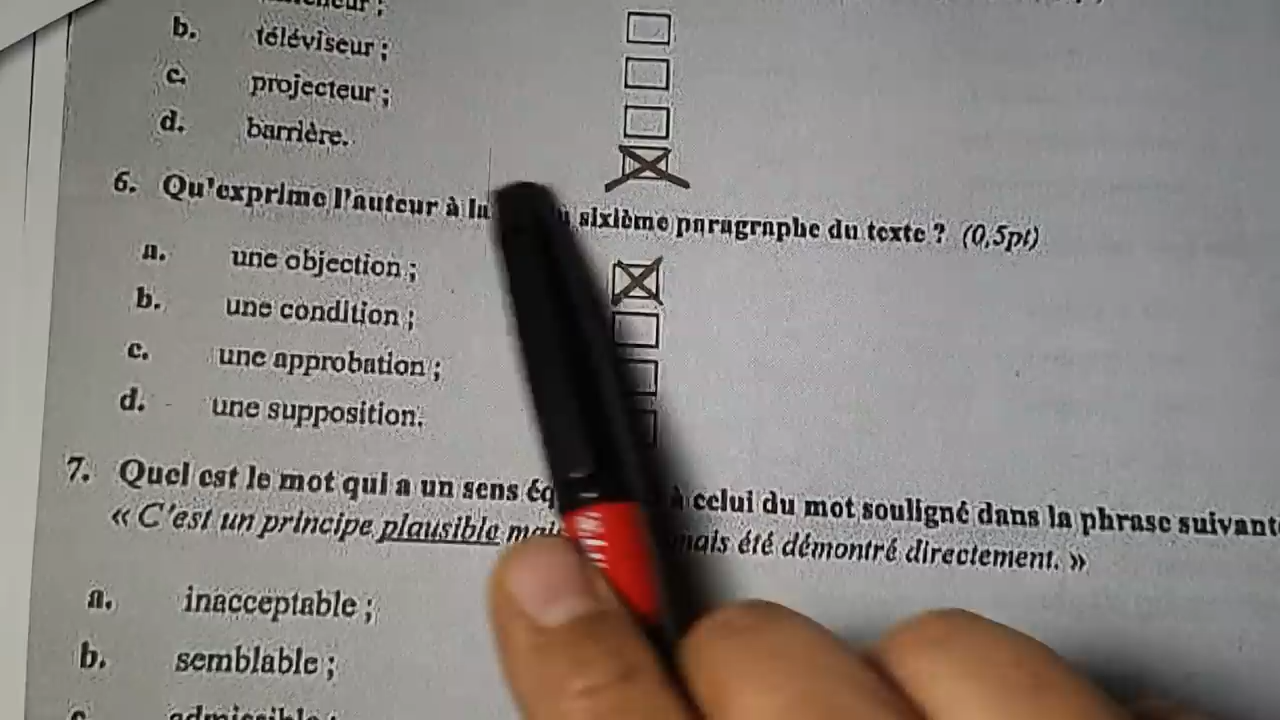 b. téléviseur ;
c. projecteur ;
d. barrière.
6. Qu'exprime l'auteur à la sixième paragraphe du texte ? (0,5pt)
a. une objection ;
b. une condition ;
c. une approbation ;
d. une supposition.
7. Quel est le mot qui a un sens à celui du mot souligné dans la phrase
« C'est un principe plausible été démontré directement. »
a. inacceptable ;
b. semblable ;
c. admissible ;